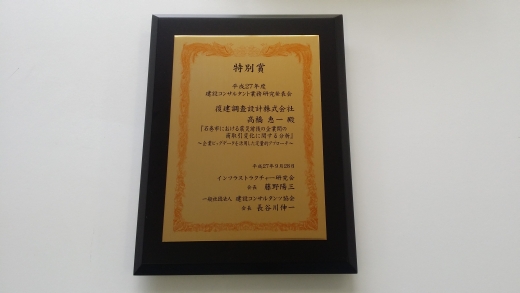 特別賞
平成27年度
建設コンサルタント業務研究発表会
復建調査設計株式会社
高橋 恵一 殿
『石巻市における震災前後の企業間の
商取引変化に関する分析』
～企業ビッグデータを活用した定量的アプローチ～
平成27年8月28日
インフラストラクチャー研究会
会長 藤野陽三
一般社団法人 建設コンサルタンツ協会
会長 長谷川伸一